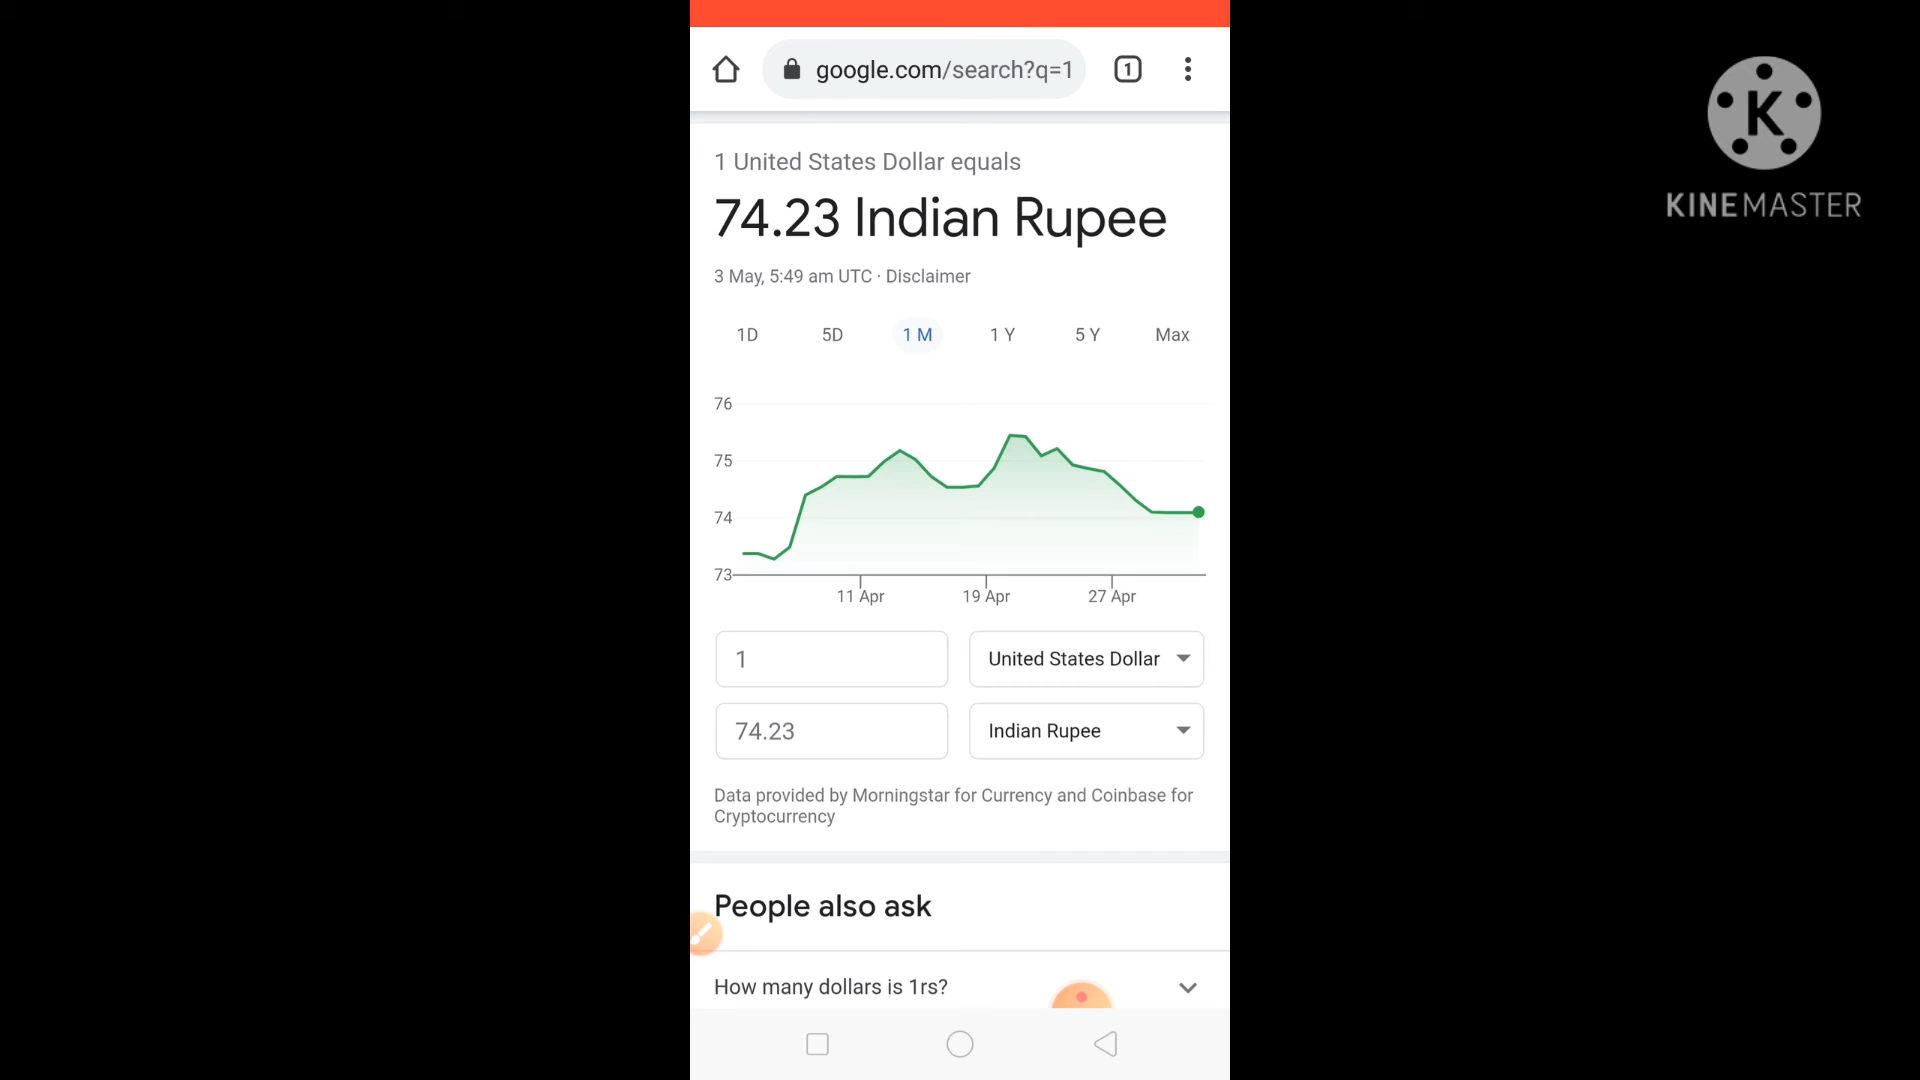 google.com/search?q=1
1
K
KINEMASTER
1 United States Dollar equals
74.23 Indian Rupee
3 May, 5:49 am UTC · Disclaimer
1D 5D 1 M 1 Y 5 Y Max
76
75
74
73
11 Apr 19 Apr 27 Apr
1 United States Dollar
74.23 Indian Rupee
Data provided by Morningstar for Currency and Coinbase for
Cryptocurrency
People also ask
How many dollars is 1rs?